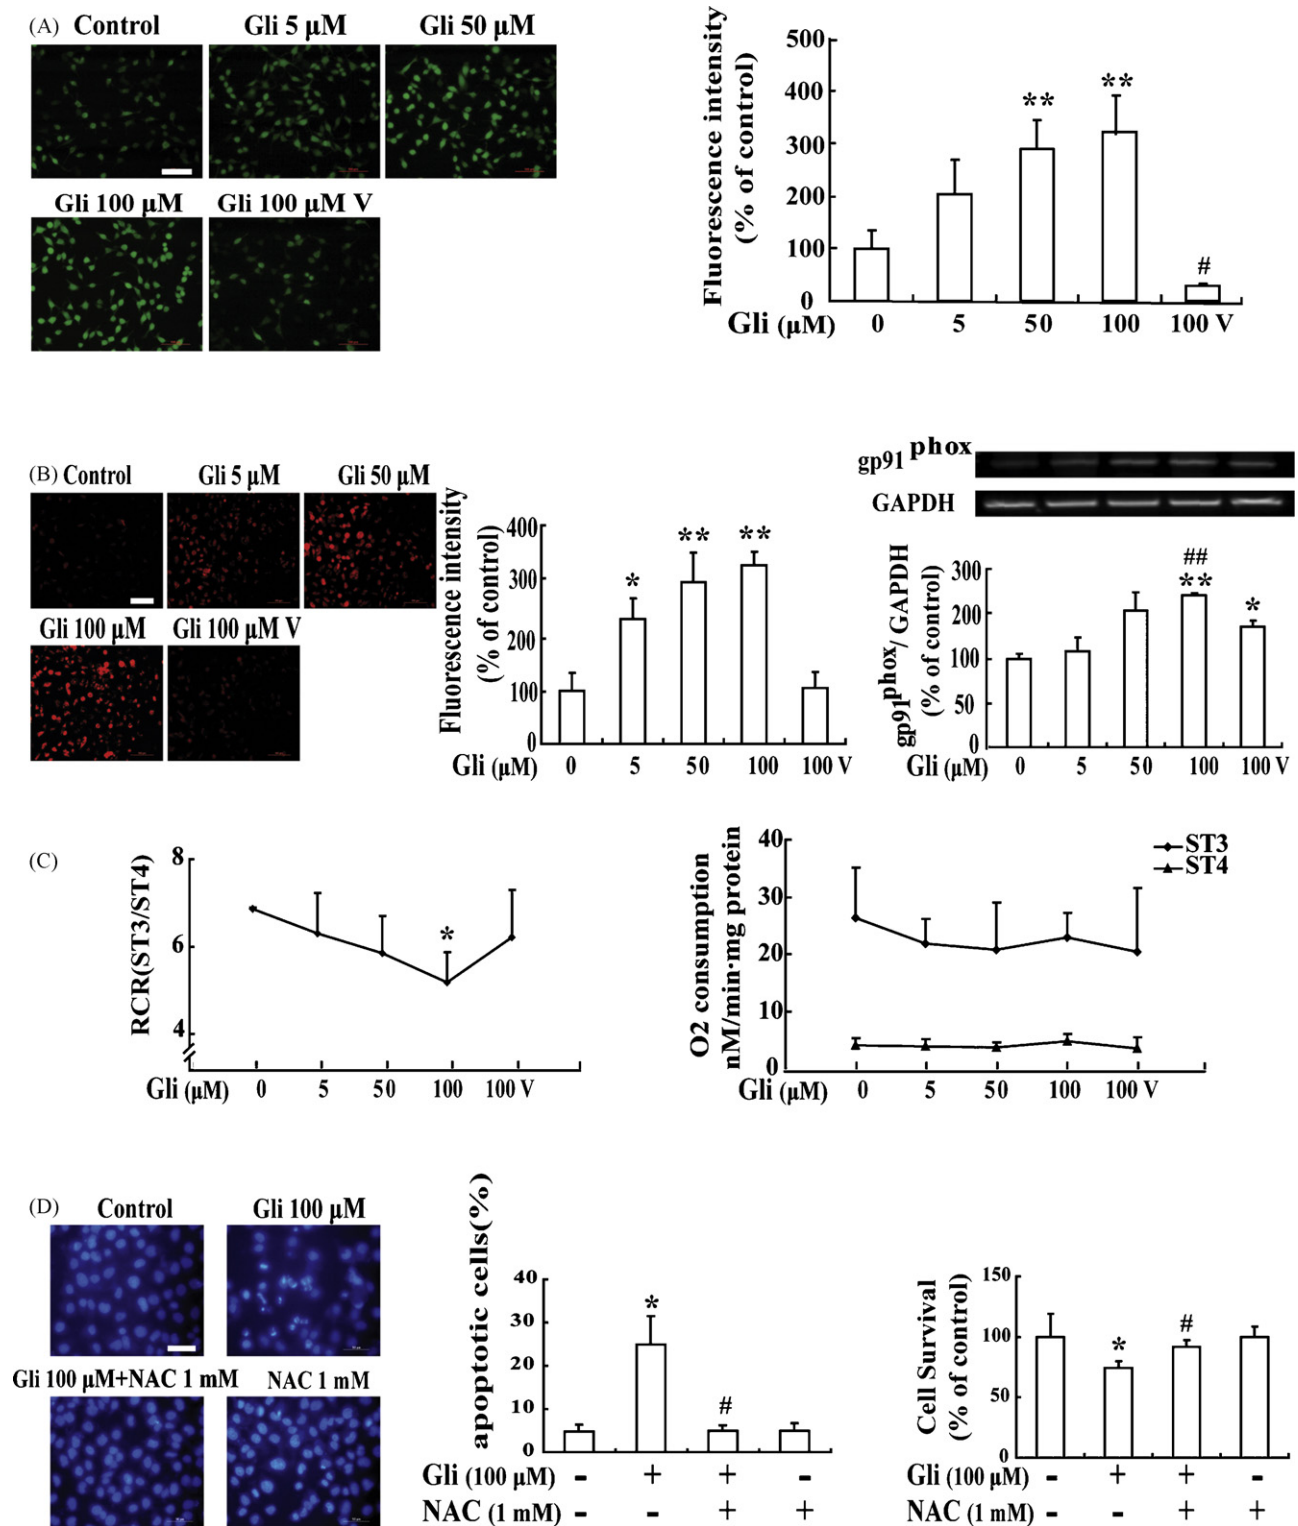 (A)
Control
Gli 5 μM
Gli 50 μM
Gli 100 μM
Gli 100 μM V
Fluorescence intensity
(% of control)
500
400
300
200
100
0
**
**
#
Gli (μM) 0 5 50 100 100 V
(B)
Control
Gli 5 μM
Gli 50 μM
Gli 100 μM
Gli 100 μM V
Fluorescence intensity
(% of control)
400
300
200
100
0
*
**
**
Gli (μM) 0 5 50 100 100 V
gp91 phox
GAPDH
gp91phox/ GAPDH
(% of control)
300
200
100
50
0
##
**
*
Gli (μM) 0 5 50 100 100 V
(C)
RCR(ST3/ST4)
8
6
4
*
Gli (μM) 0 5 50 100 100 V
O2 consumption
nM/min·mg protein
40
30
20
10
0
ST3
ST4
Gli (μM) 0 5 50 100 100 V
(D)
Control
Gli 100 μM
Gli 100 μM+NAC 1 mM
NAC 1 mM
apoptotic cells(%)
40
30
20
10
0
*
#
Gli (100 μM) - + + -
NAC (1 mM) - - + +
Cell Survival
(% of control)
150
100
50
0
*
#
Gli (100 μM) - + + -
NAC (1 mM) - - + +